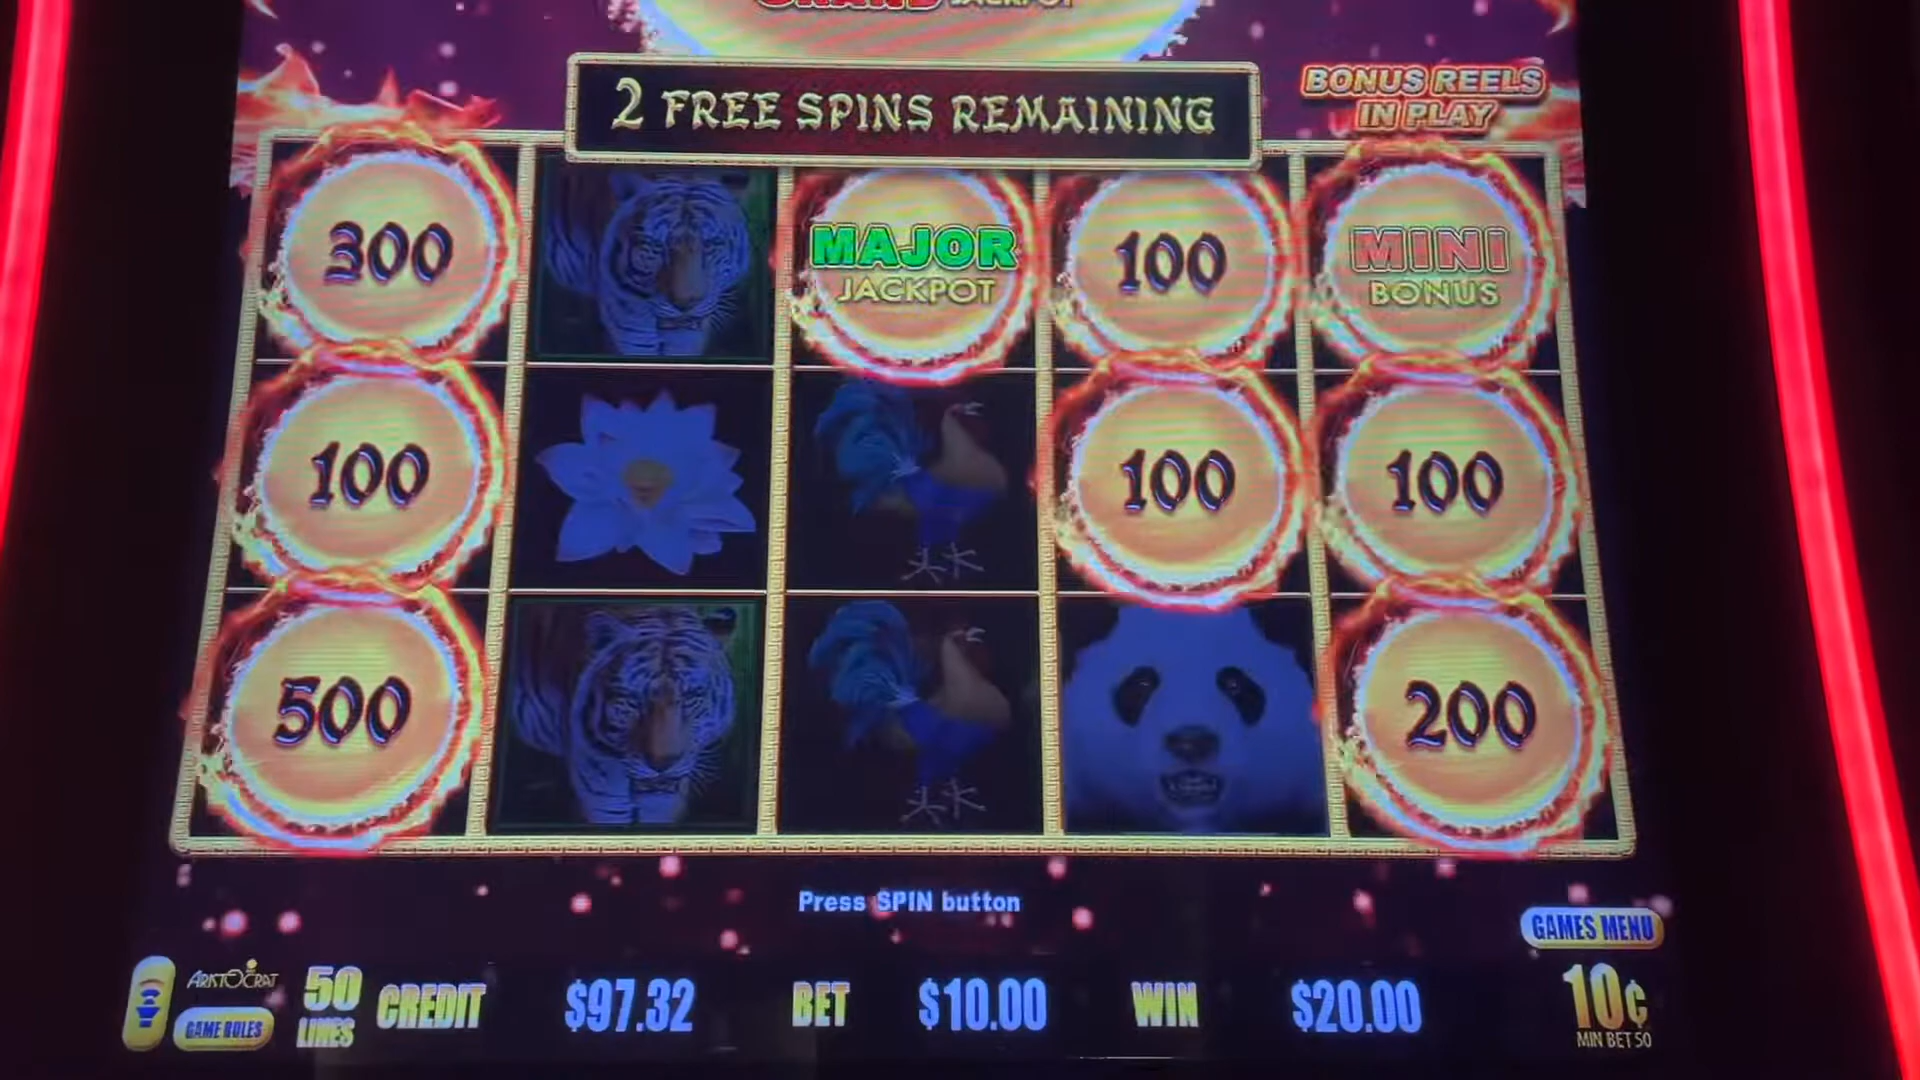 GRAND JACKPOT
2 FREE SPINS REMAINING
BONUS REELS
IN PLAY
300
MAJOR
JACKPOT
100
MINI
BONUS
100
100
100
500
200
Press SPIN button
GAMES MENU
ARISTOCRAT
GAME RULES
50
LINES
CREDIT
$97.32
BET
$10.00
WIN
$20.00
10¢
MIN BET 50